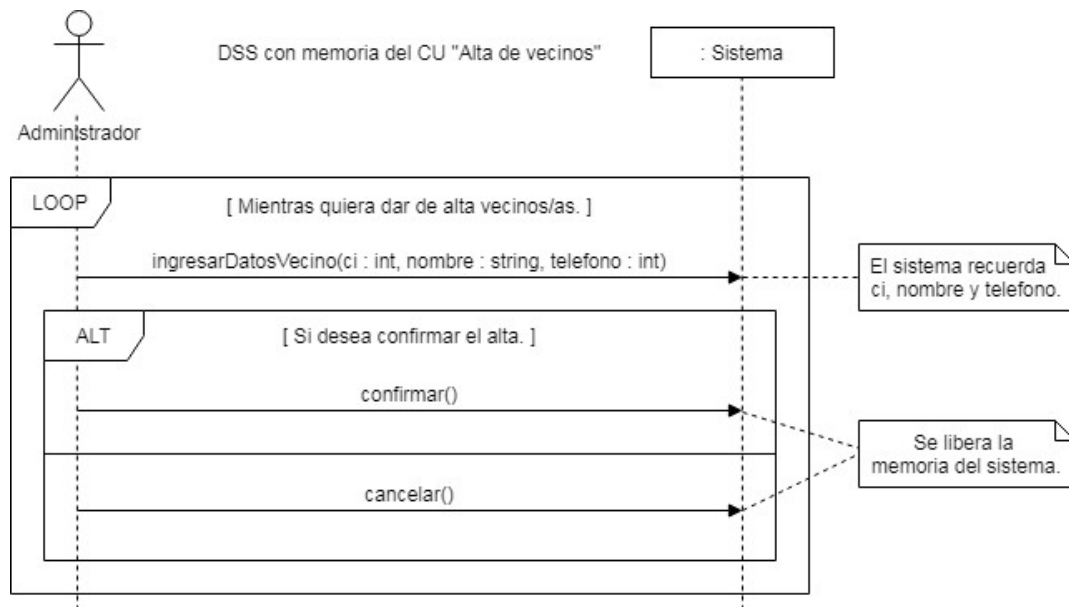 DSS con memoria del CU "Alta de vecinos"
: Sistema
Administrador
LOOP
[ Mientras quiera dar de alta vecinos/as. ]
ingresarDatosVecino(ci : int, nombre : string, telefono : int)
El sistema recuerda
ci, nombre y telefono.
ALT
[ Si desea confirmar el alta. ]
confirmar()
Se libera la
memoria del sistema.
cancelar()